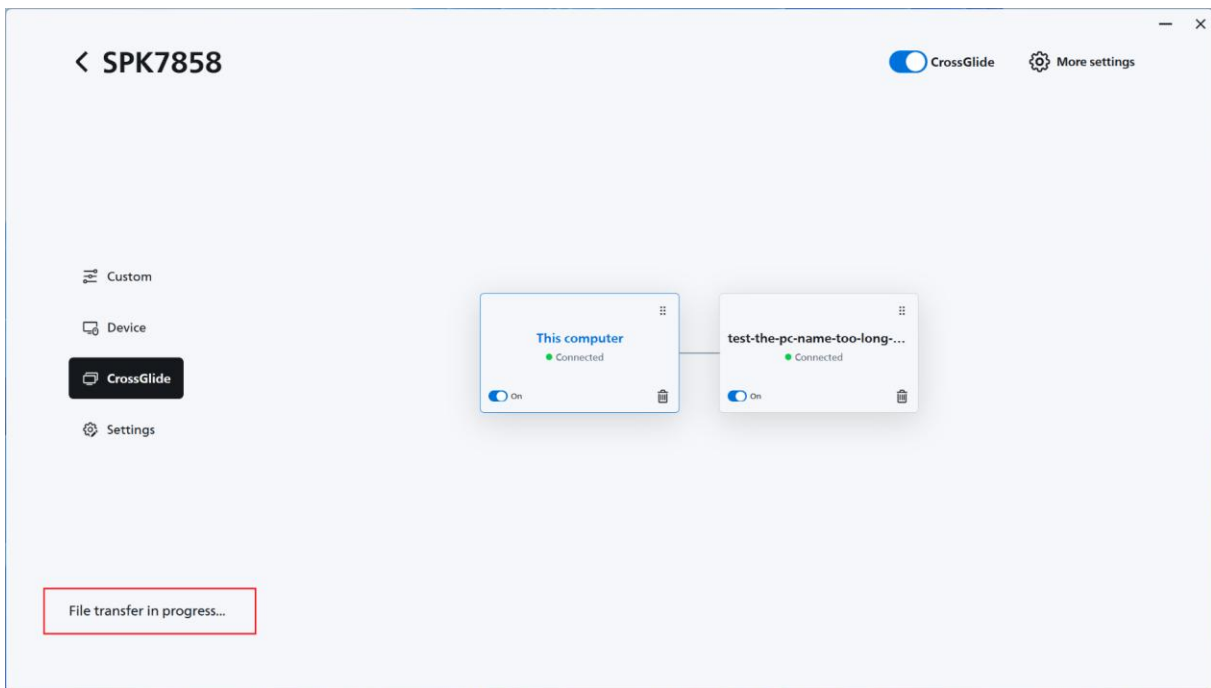 SPK7858
CrossGlide
More settings
Custom
Device
CrossGlide
Settings
This computer
Connected
On
test-the-pc-name-too-long-...
Connected
On
File transfer in progress...